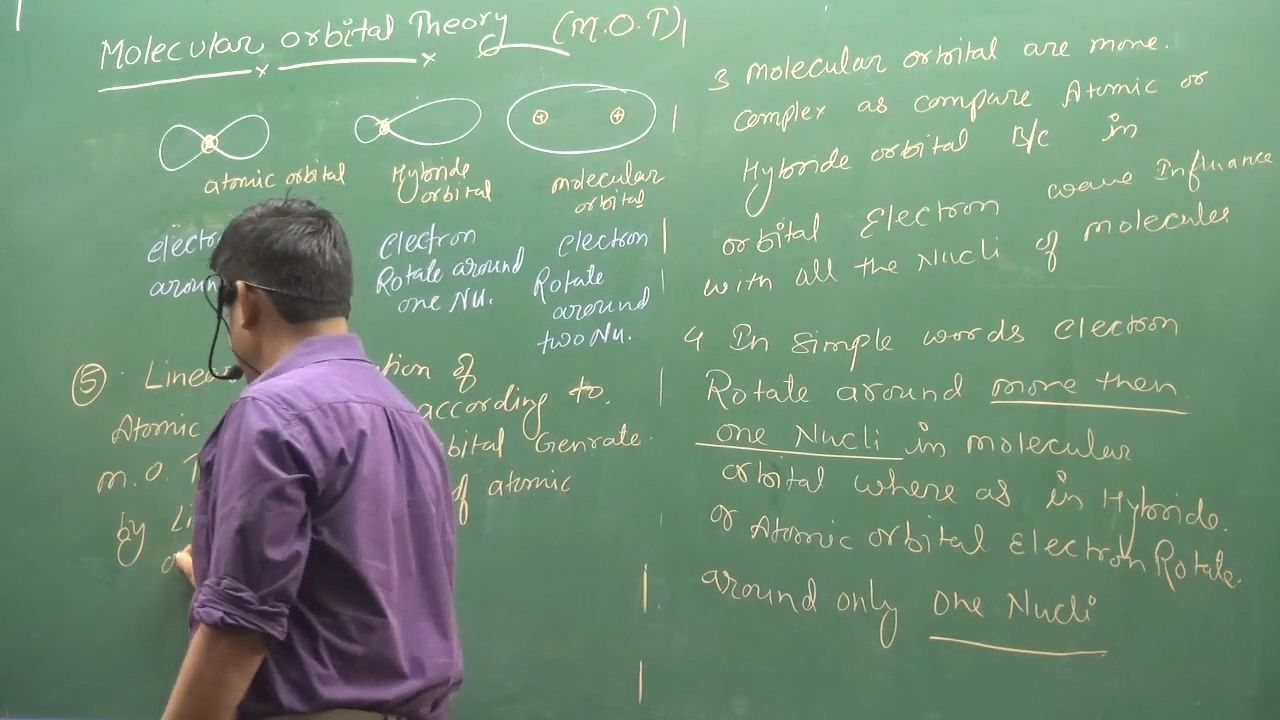 Molecular orbital Theory (M.O.T)
atomic orbital
Hybride
orbital
molecular
orbital
electron
Rotate around
one NU.
electron
Rotate
around
two Nu.
⑤ of
Atomic according to.
M.O. Genrate
by of atomic
3 Molecular orbital are more.
complex as compare Atomic or
Hybride orbital B/c in
orbital Electron wave Influance
with all the Nucli of molecules
4 In Simple words electron
Rotate around more then
one Nucli in molecular
orbital where as in Hybride.
or Atomic orbital Electron Rotate.
around only one Nucli